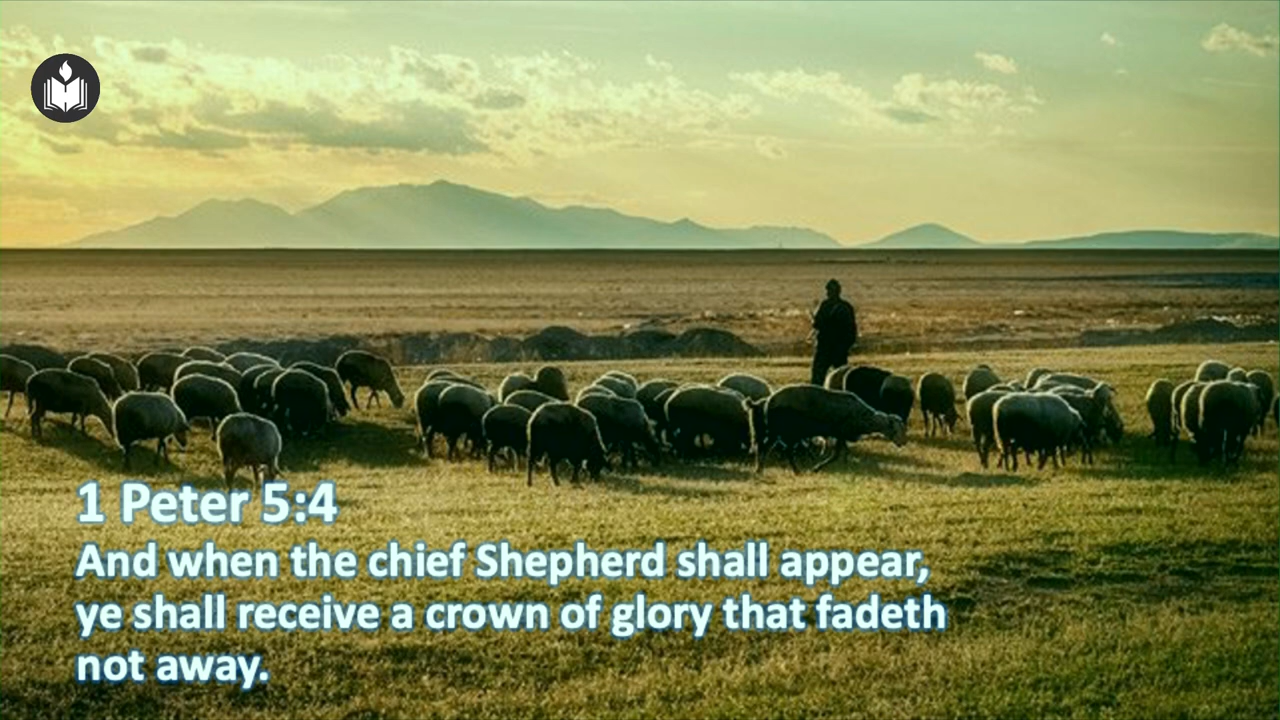 1 Peter 5:4
And when the chief Shepherd shall appear,
ye shall receive a crown of glory that fadeth
not away.